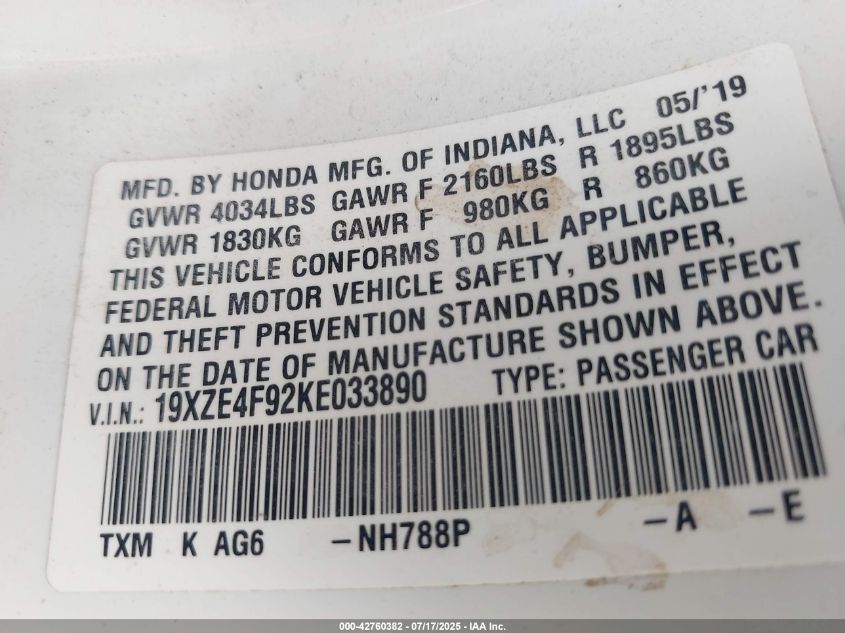 MFD. BY HONDA MFG. OF INDIANA, LLC 05/'19
GVWR 4034LBS GAWR F 2160LBS R 1895LBS
GVWR 1830KG GAWR F 980KG R 860KG
THIS VEHICLE CONFORMS TO ALL APPLICABLE
FEDERAL MOTOR VEHICLE SAFETY, BUMPER,
AND THEFT PREVENTION STANDARDS IN EFFECT
ON THE DATE OF MANUFACTURE SHOWN ABOVE.
V.I.N.: 19XZE4F92KE033890 TYPE: PASSENGER CAR
TXM K AG6 -NH788P -A -E
000-42760382 - 07/17/2025 - IAA Inc.